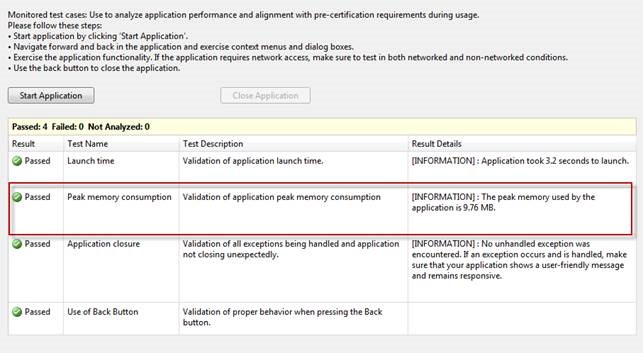 Monitored test cases: Use to analyze application performance and alignment with pre-certification requirements during usage.
Please follow these steps:
• Start application by clicking 'Start Application'.
• Navigate forward and back in the application and exercise context menus and dialog boxes.
• Exercise the application functionality. If the application requires network access, make sure to test in both networked and non-networked conditions.
• Use the back button to close the application.
Start Application
Close Application
Passed: 4 Failed: 0 Not Analyzed: 0
Result Test Name Test Description Result Details
Passed Launch time Validation of application launch time. [INFORMATION] : Application took 3.2 seconds to launch.
Passed Peak memory consumption Validation of application peak memory consumption [INFORMATION] : The peak memory used by the
application is 9.76 MB.
Passed Application closure Validation of all exceptions being handled and application [INFORMATION] : No unhandled exception was
not closing unexpectedly. encountered. If an exception occurs and is handled, make
sure that your application shows a user-friendly message
and remains responsive.
Passed Use of Back Button Validation of proper behavior when pressing the Back
button.